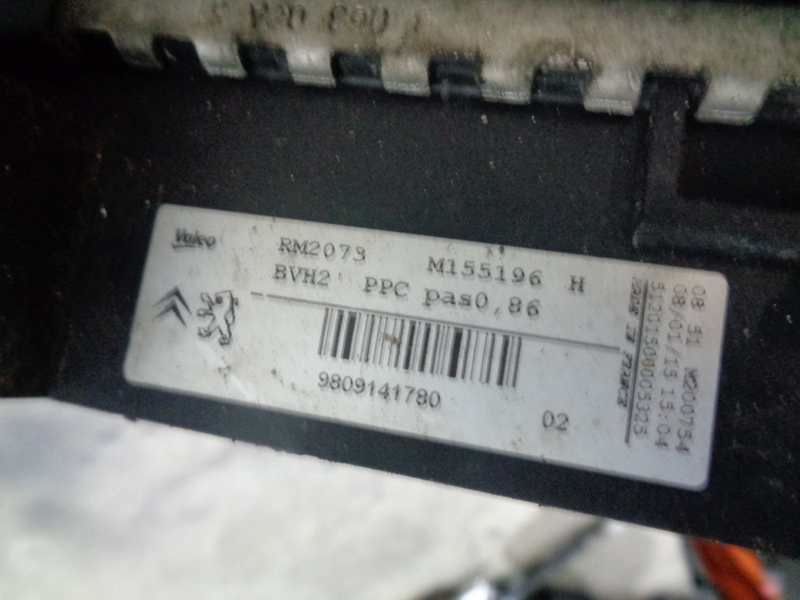 Valeo
RM2073 M155196 H
BVH2 PPC pas0,86
9809141780
02
MADE IN FRANCE
08 51 M200754
08/01/15 15:04